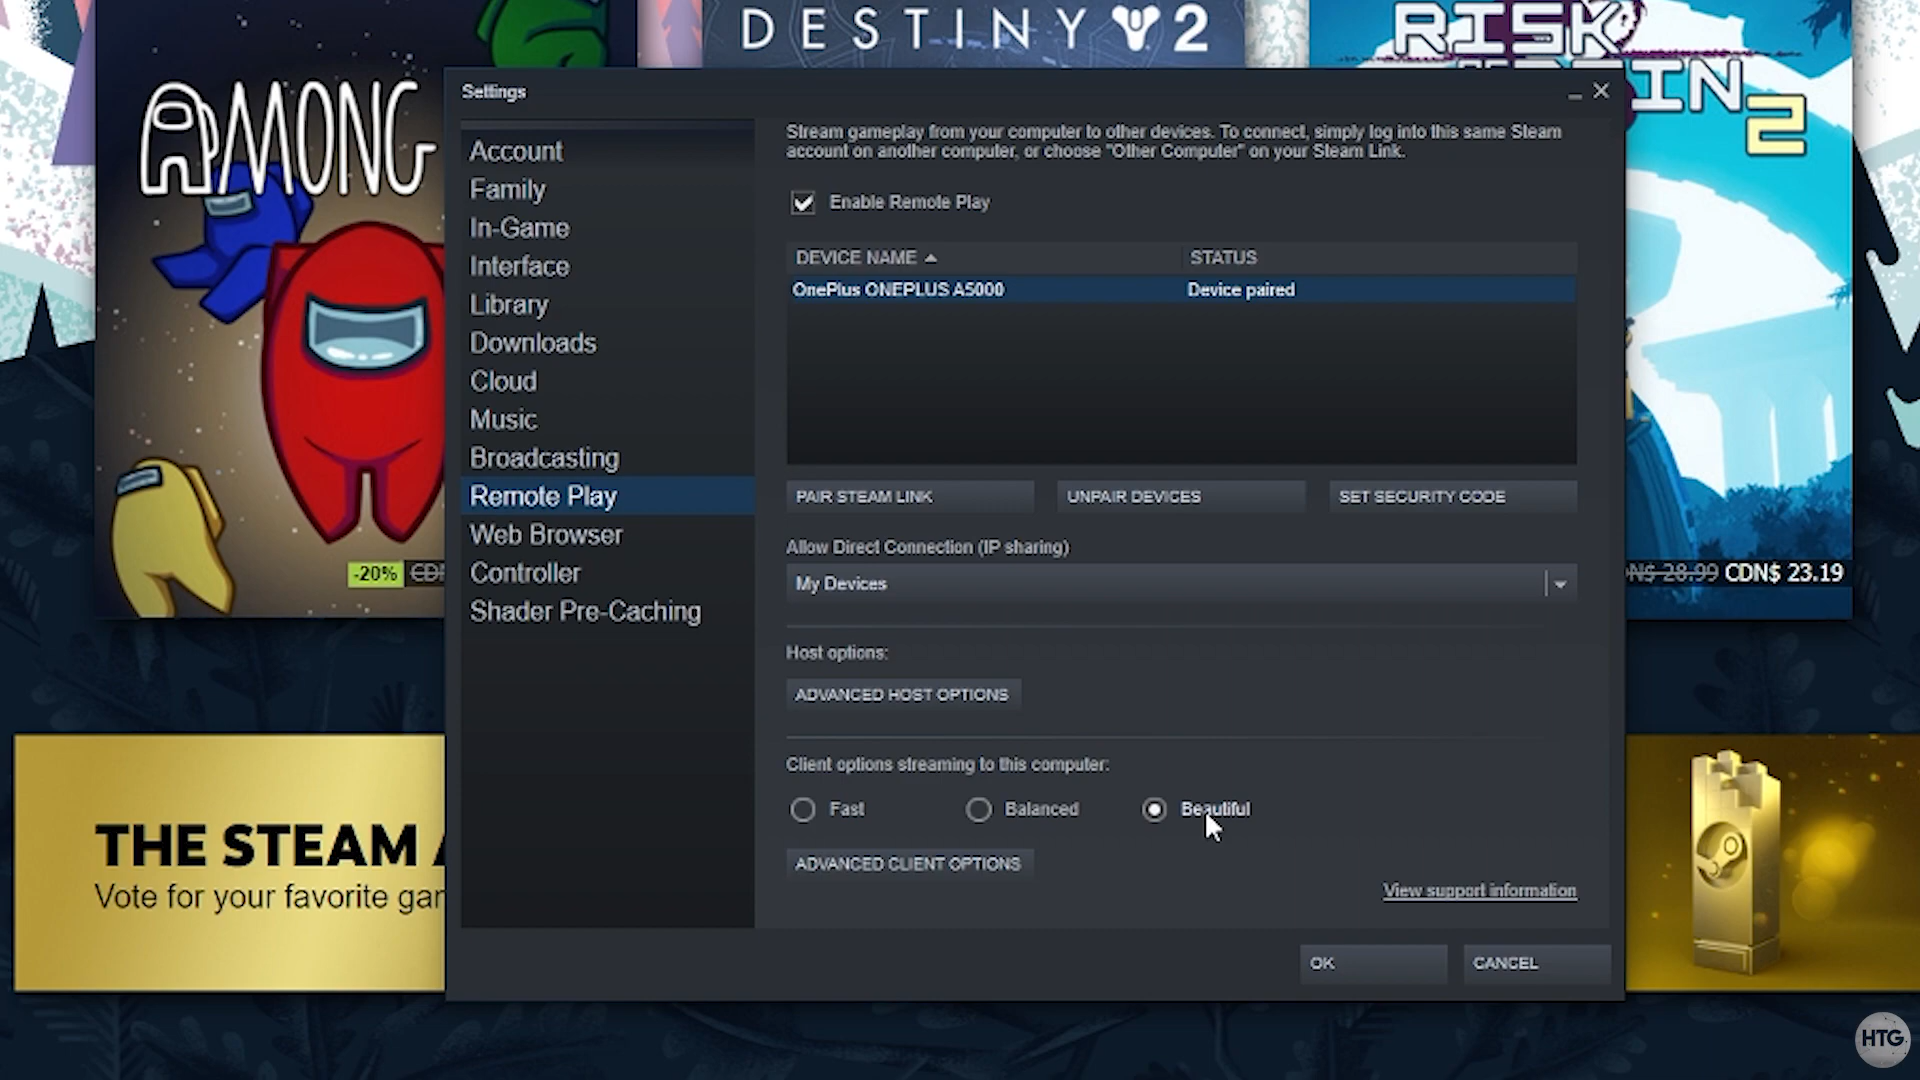 DESTINY 2
RISK
OF RAIN
2
AMONG
Settings
Account
Family
In-Game
Interface
Library
Downloads
Cloud
Music
Broadcasting
Remote Play
Web Browser
Controller
Shader Pre-Caching
Stream gameplay from your computer to other devices. To connect, simply log into this same Steam
account on another computer, or choose "Other Computer" on your Steam Link.
Enable Remote Play
DEVICE NAME STATUS
OnePlus ONEPLUS A5000 Device paired
PAIR STEAM LINK UNPAIR DEVICES SET SECURITY CODE
Allow Direct Connection (IP sharing)
My Devices
Host options:
ADVANCED HOST OPTIONS
Client options streaming to this computer:
Fast Balanced Beautiful
ADVANCED CLIENT OPTIONS
View support information
OK CANCEL
-20%
N$ 28.99 CDN$ 23.19
THE STEAM
Vote for your favorite
HTG